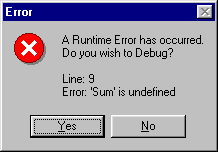 Error
A Runtime Error has occurred.
Do you wish to Debug?
Line: 9
Error: 'Sum' is undefined
Yes
No